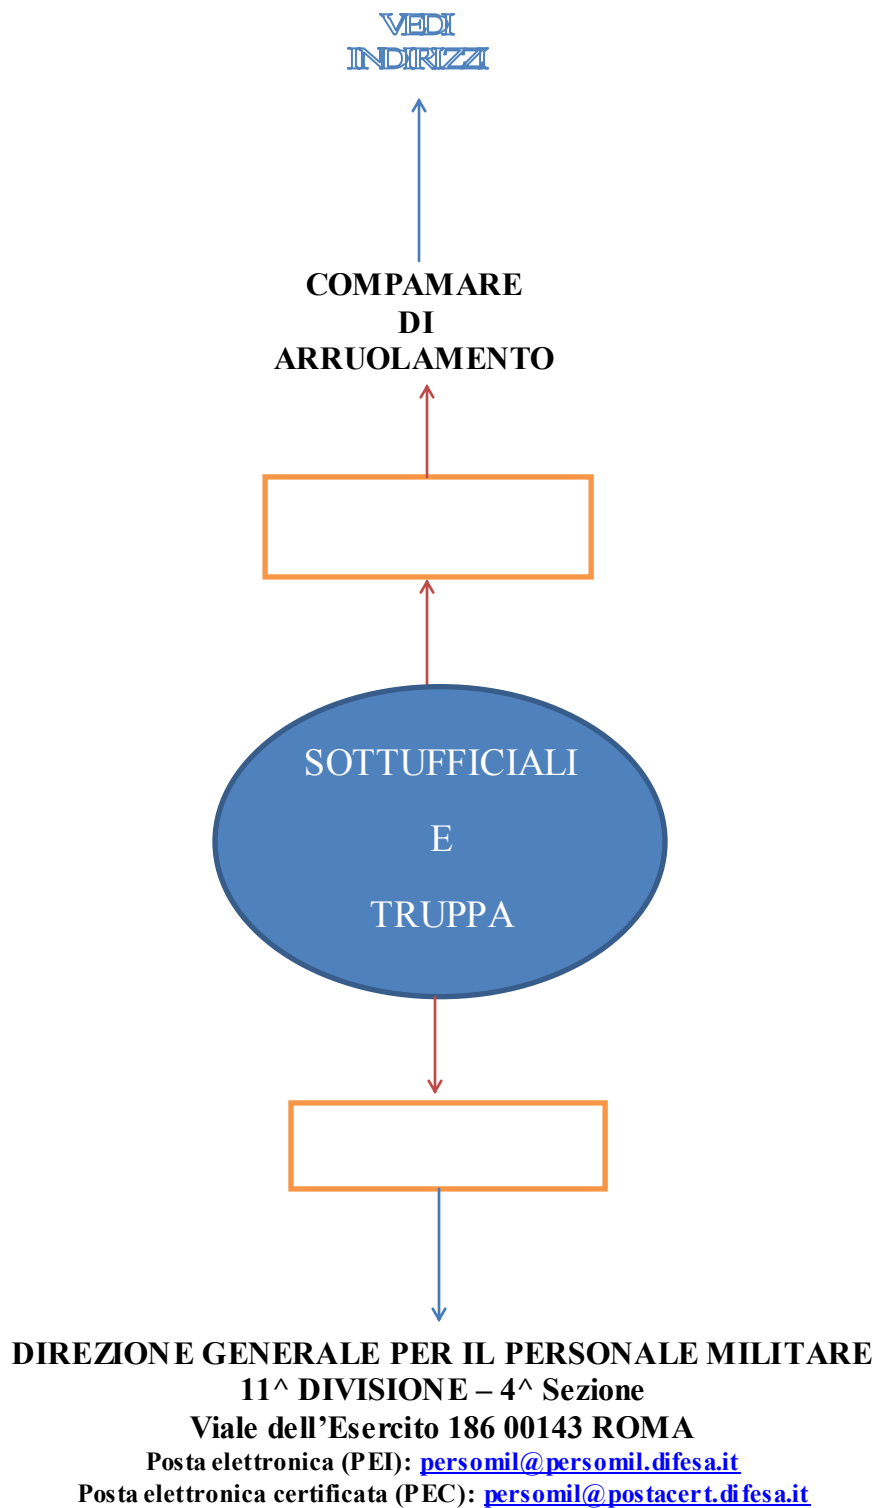 VEDI
INDIRIZZI
COMPAMARE
DI
ARRUOLAMENTO
SOTTUFFICIALI
E
TRUPPA
DIREZIONE GENERALE PER IL PERSONALE MILITARE
11^ DIVISIONE – 4^ Sezione
Viale dell’Esercito 186 00143 ROMA
Posta elettronica (PEI): persomil@persomil.difesa.it
Posta elettronica certificata (PEC): persomil@postacert.difesa.it